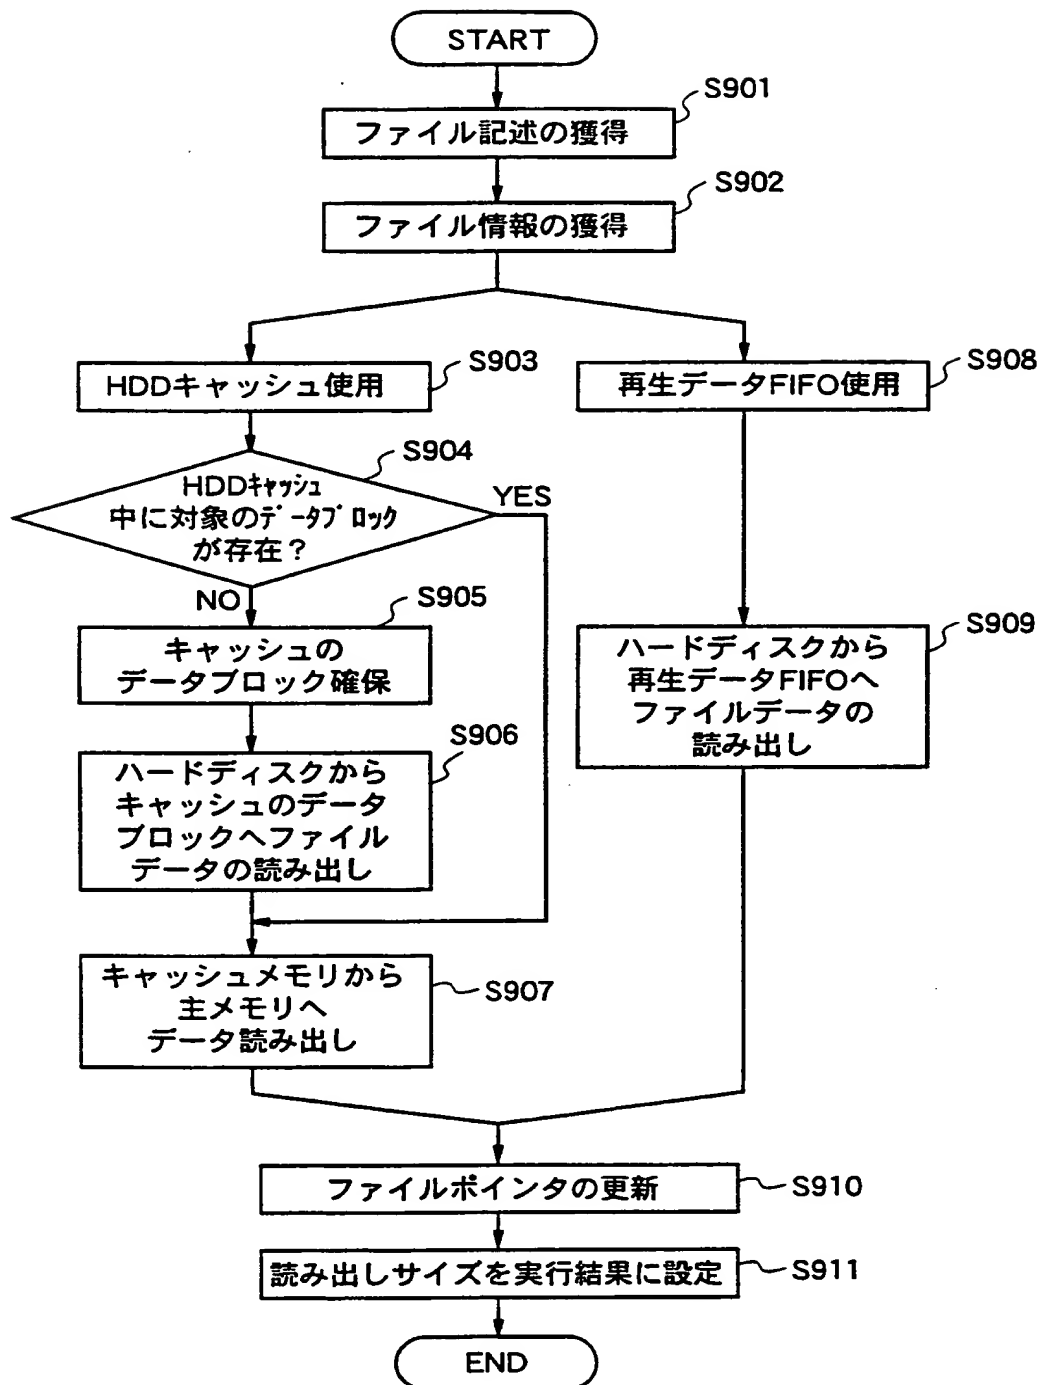 START
S901
ファイル記述の獲得
S902
ファイル情報の獲得
S903
HDDキャッシュ使用
S904
HDDｷｬｯｼｭ
中に対象のﾃﾞｰﾀﾌﾞﾛｯｸ
が存在？
YES
NO
S905
キャッシュの
データブロック確保
S906
ハードディスクから
キャッシュのデータ
ブロックへファイル
データの読み出し
キャッシュメモリから
主メモリへ
データ読み出し
S907
S908
再生データFIFO使用
S909
ハードディスクから
再生データFIFOへ
ファイルデータの
読み出し
ファイルポインタの更新
S910
読み出しサイズを実行結果に設定
S911
END